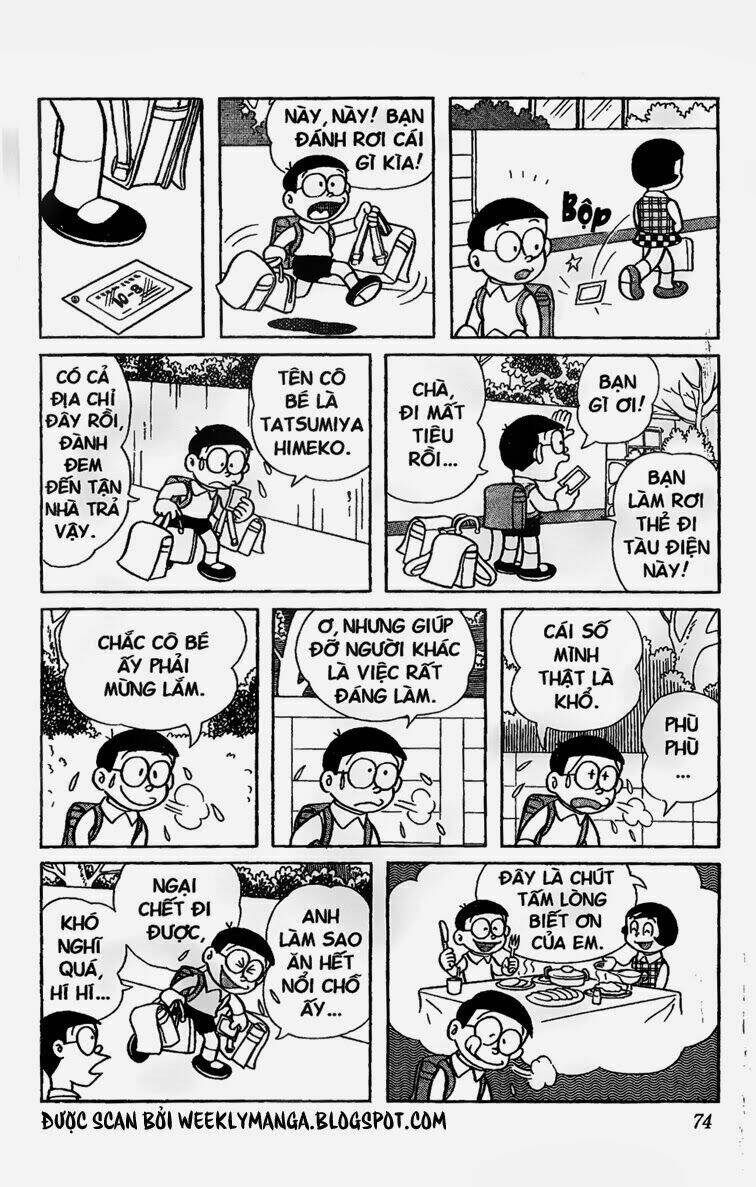 BỘP
NÀY, NÀY! BẠN
ĐÁNH RƠI CÁI
GÌ KÌA!
10-8
BẠN
GÌ ƠI!
BẠN
LÀM RƠI
THẺ ĐI
TÀU ĐIỆN
NÀY!
CHÀ,
ĐI MẤT
TIÊU
RỒI...
TÊN CÔ
BÉ LÀ
TATSUMIYA
HIMEKO.
CÓ CẢ
ĐỊA CHỈ
ĐÂY RỒI,
ĐÀNH
ĐEM
ĐẾN TẬN
NHÀ TRẢ
VẬY.
PHÙ
PHÙ
...
CÁI SỐ
MÌNH
THẬT LÀ
KHỔ.
Ơ, NHƯNG GIÚP
ĐỠ NGƯỜI KHÁC
LÀ VIỆC RẤT
ĐÁNG LÀM.
CHẮC CÔ BÉ
ẤY PHẢI
MỪNG LẮM.
ĐÂY LÀ CHÚT
TẤM LÒNG
BIẾT ƠN
CỦA EM.
ANH
LÀM SAO
ĂN HẾT
NỔI CHỖ
ẤY...
NGẠI
CHẾT ĐI
ĐƯỢC,
KHÓ
NGHĨ
QUÁ,
HÍ HÍ...
ĐƯỢC SCAN BỞI WEEKLYMANGA.BLOGSPOT.COM
74